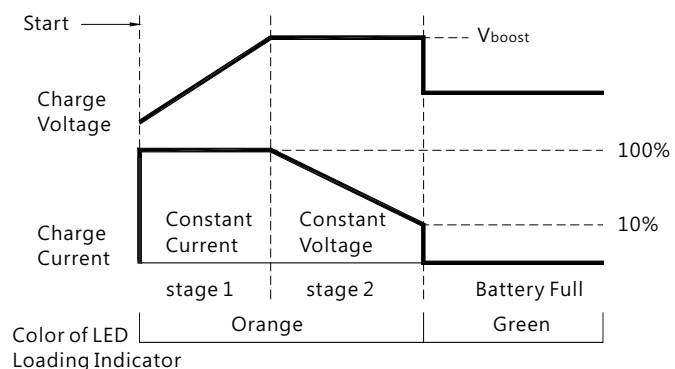 Start
Vboost
Charge
Voltage
100%
Constant
Current
Constant
Voltage
10%
Charge
Current
stage 1
stage 2
Battery Full
Color of LED
Loading Indicator
Orange
Green